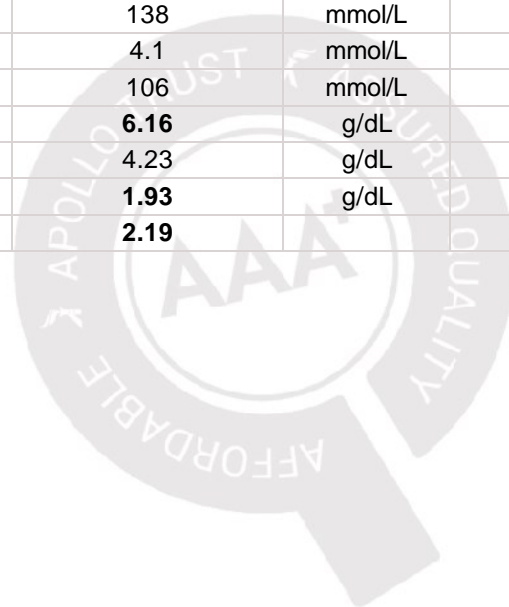 138 mmol/L
4.1 mmol/L
106 mmol/L
6.16 g/dL
4.23 g/dL
1.93 g/dL
2.19
AFFORDABLE APOLLO TRUST ASSURED QUALITY
AAA+